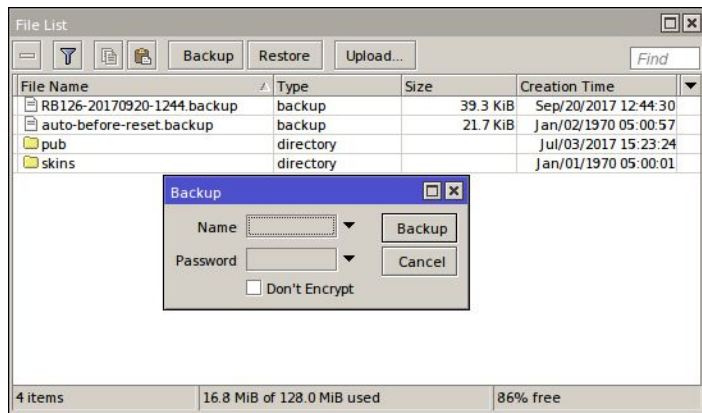 File List
Backup Restore Upload... Find
File Name Type Size Creation Time
RB126-20170920-1244.backup backup 39.3 KiB Sep/20/2017 12:44:30
auto-before-reset.backup backup 21.7 KiB Jan/02/1970 05:00:57
pub directory Jul/03/2017 15:23:24
skins directory Jan/01/1970 05:00:01
Backup
Name Backup
Password Cancel
Don't Encrypt
4 items 16.8 MiB of 128.0 MiB used 86% free